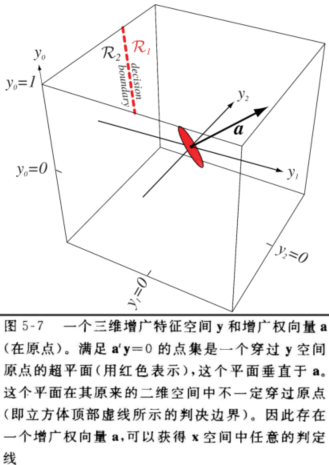 y₀
R₂ R₁
y₀=1
decision
boundary
y₂
a
y₀=0
y₁
y₂=0
y₁=0
图 5-7 一个三维增广特征空间 y 和增广权向量 a
(在原点)。满足 aᵗy=0 的点集是一个穿过 y 空间
原点的超平面(用红色表示),这个平面垂直于 a。
这个平面在其原来的二维空间中不一定穿过原点
(即立方体顶部虚线所示的判决边界)。因此存在
一个增广权向量 a,可以获得 x 空间中任意的判定
线